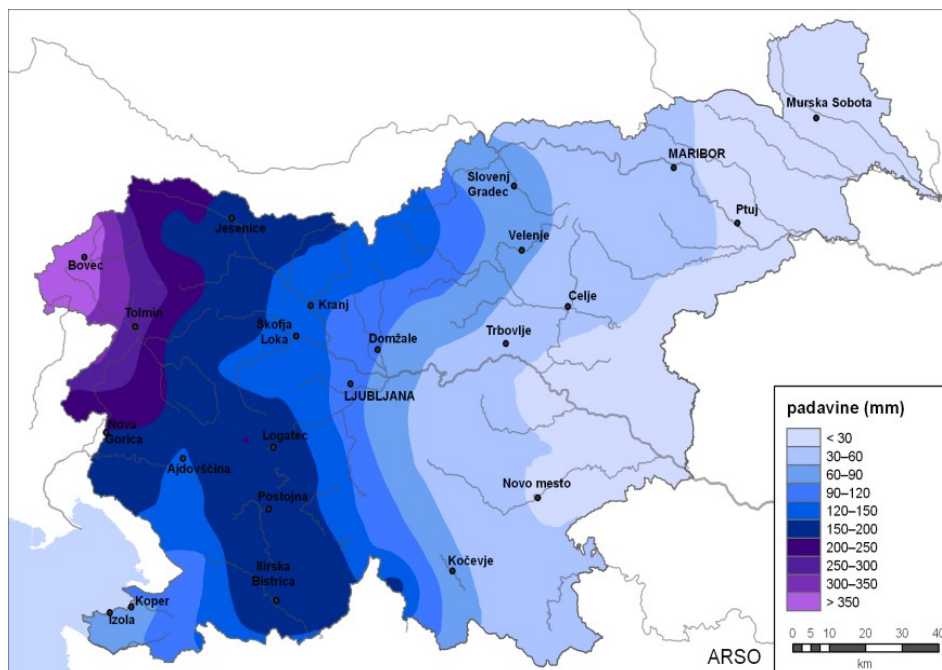 Murska Sobota
MARIBOR
Slovenj
Gradec
Ptuj
Jesenice
Velenje
Bovec
Kranj
Celje
Tolmin
Škofja
Loka
Domžale
Trbovlje
LJUBLJANA
Nova
Gorica
Logatec
Ajdovščina
Postojna
Novo mesto
Ilirska
Bistrica
Kočevje
Koper
Izola
padavine (mm)
< 30
30–60
60–90
90–120
120–150
150–200
200–250
250–300
300–350
> 350
0 5 10 20 30 40
km
ARSO